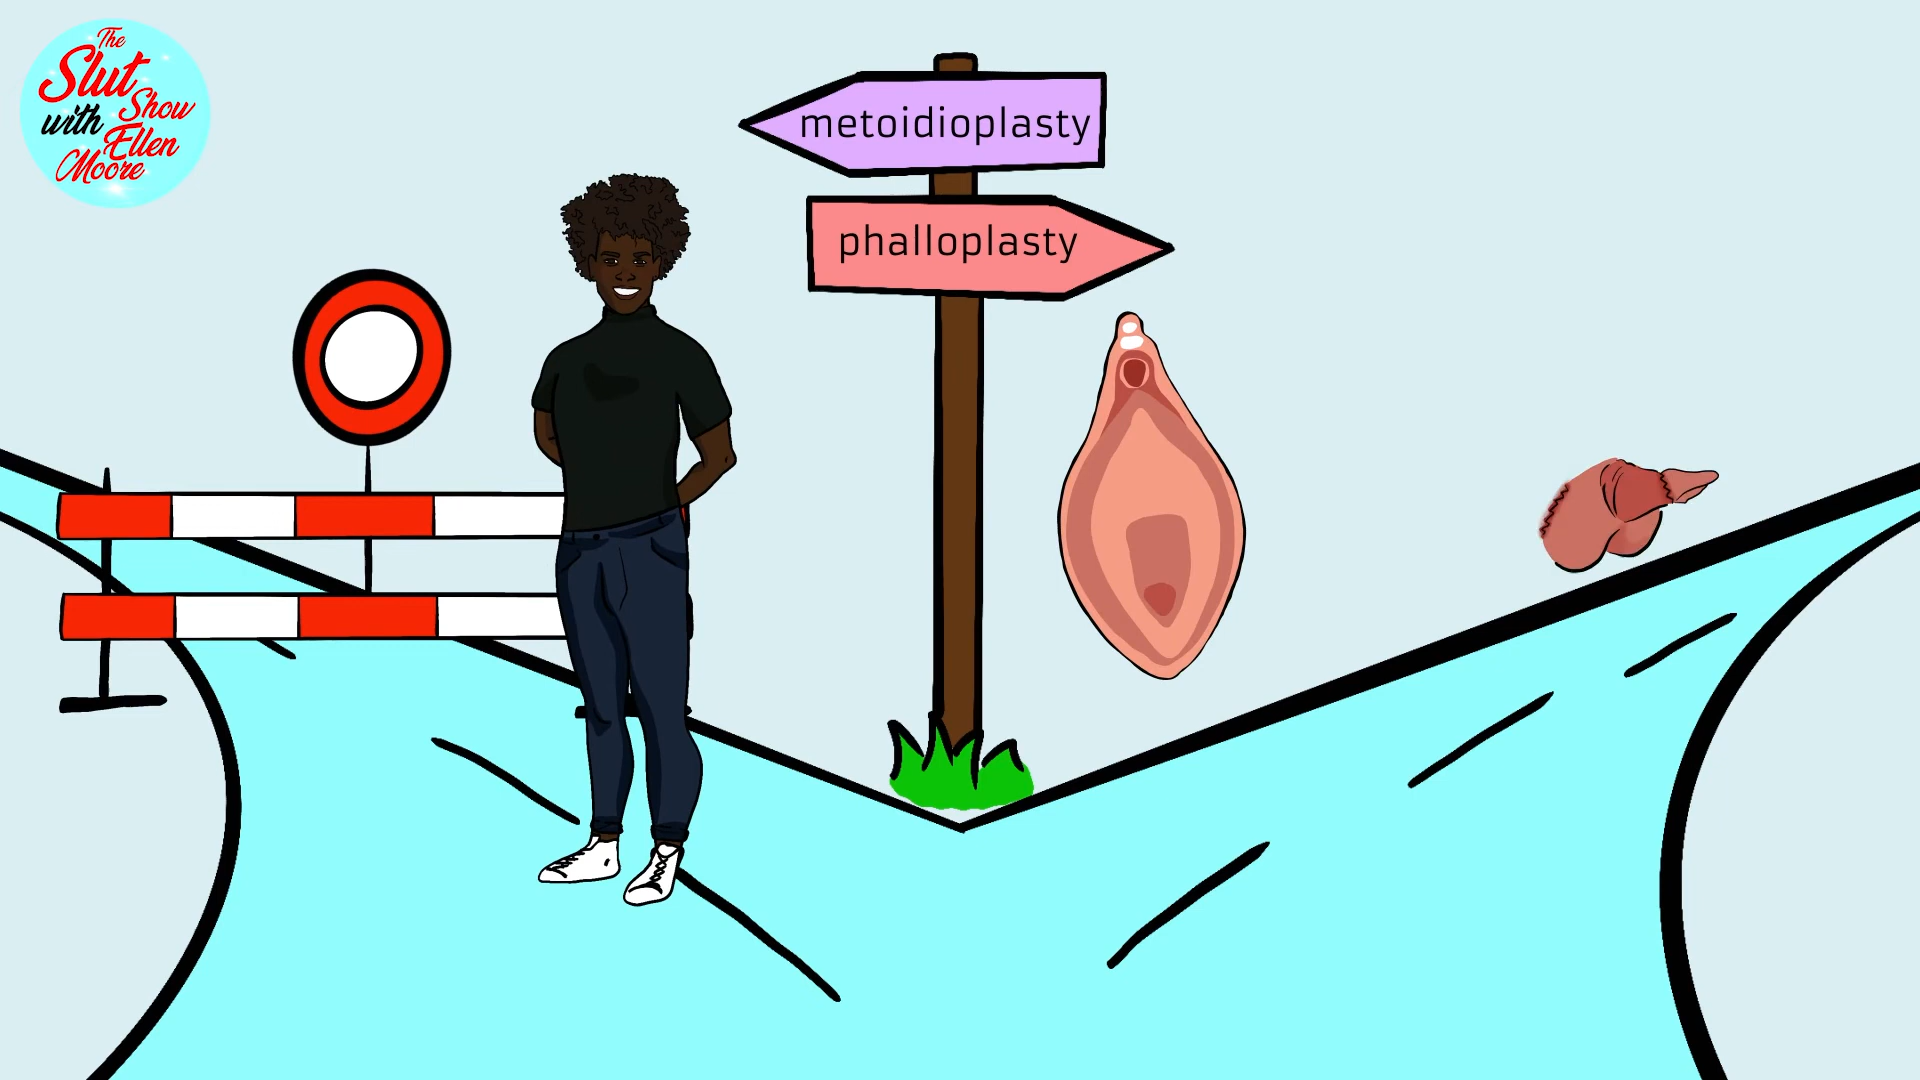 The
Slut
Show
with
Ellen
Moore
metoidioplasty
phalloplasty